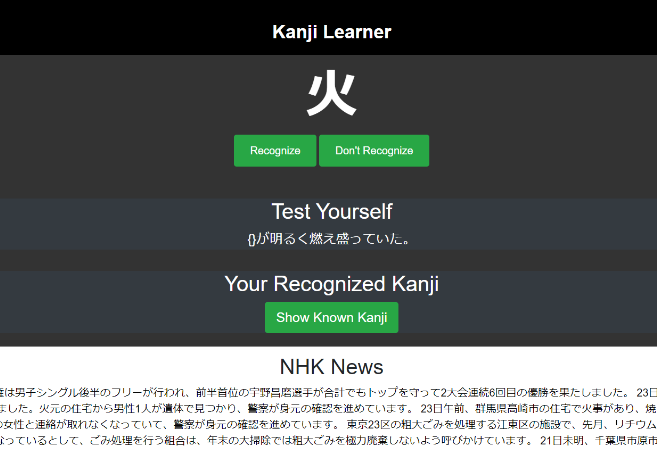 Kanji Learner
火
Recognize
Don't Recognize
Test Yourself
{}が明るく燃え盛っていた。
Your Recognized Kanji
Show Known Kanji
NHK News
は男子シングル後半のフリーが行われ、前半首位の宇野昌磨選手が合計でもトップを守って2大会連続6回目の優勝を果たしました。 23日
ました。火元の住宅から男性1人が遺体で見つかり、警察が身元の確認を進めています。 23日午前、群馬県高崎市の住宅で火事があり、焼
の女性と連絡が取れなくなっていて、警察が身元の確認を進めています。 東京23区の粗大ごみを処理する江東区の施設で、先月、リチウム
なっているとして、ごみ処理を行う組合は、年末の大掃除では粗大ごみを極力廃棄しないよう呼びかけています。 21日未明、千葉県市原市